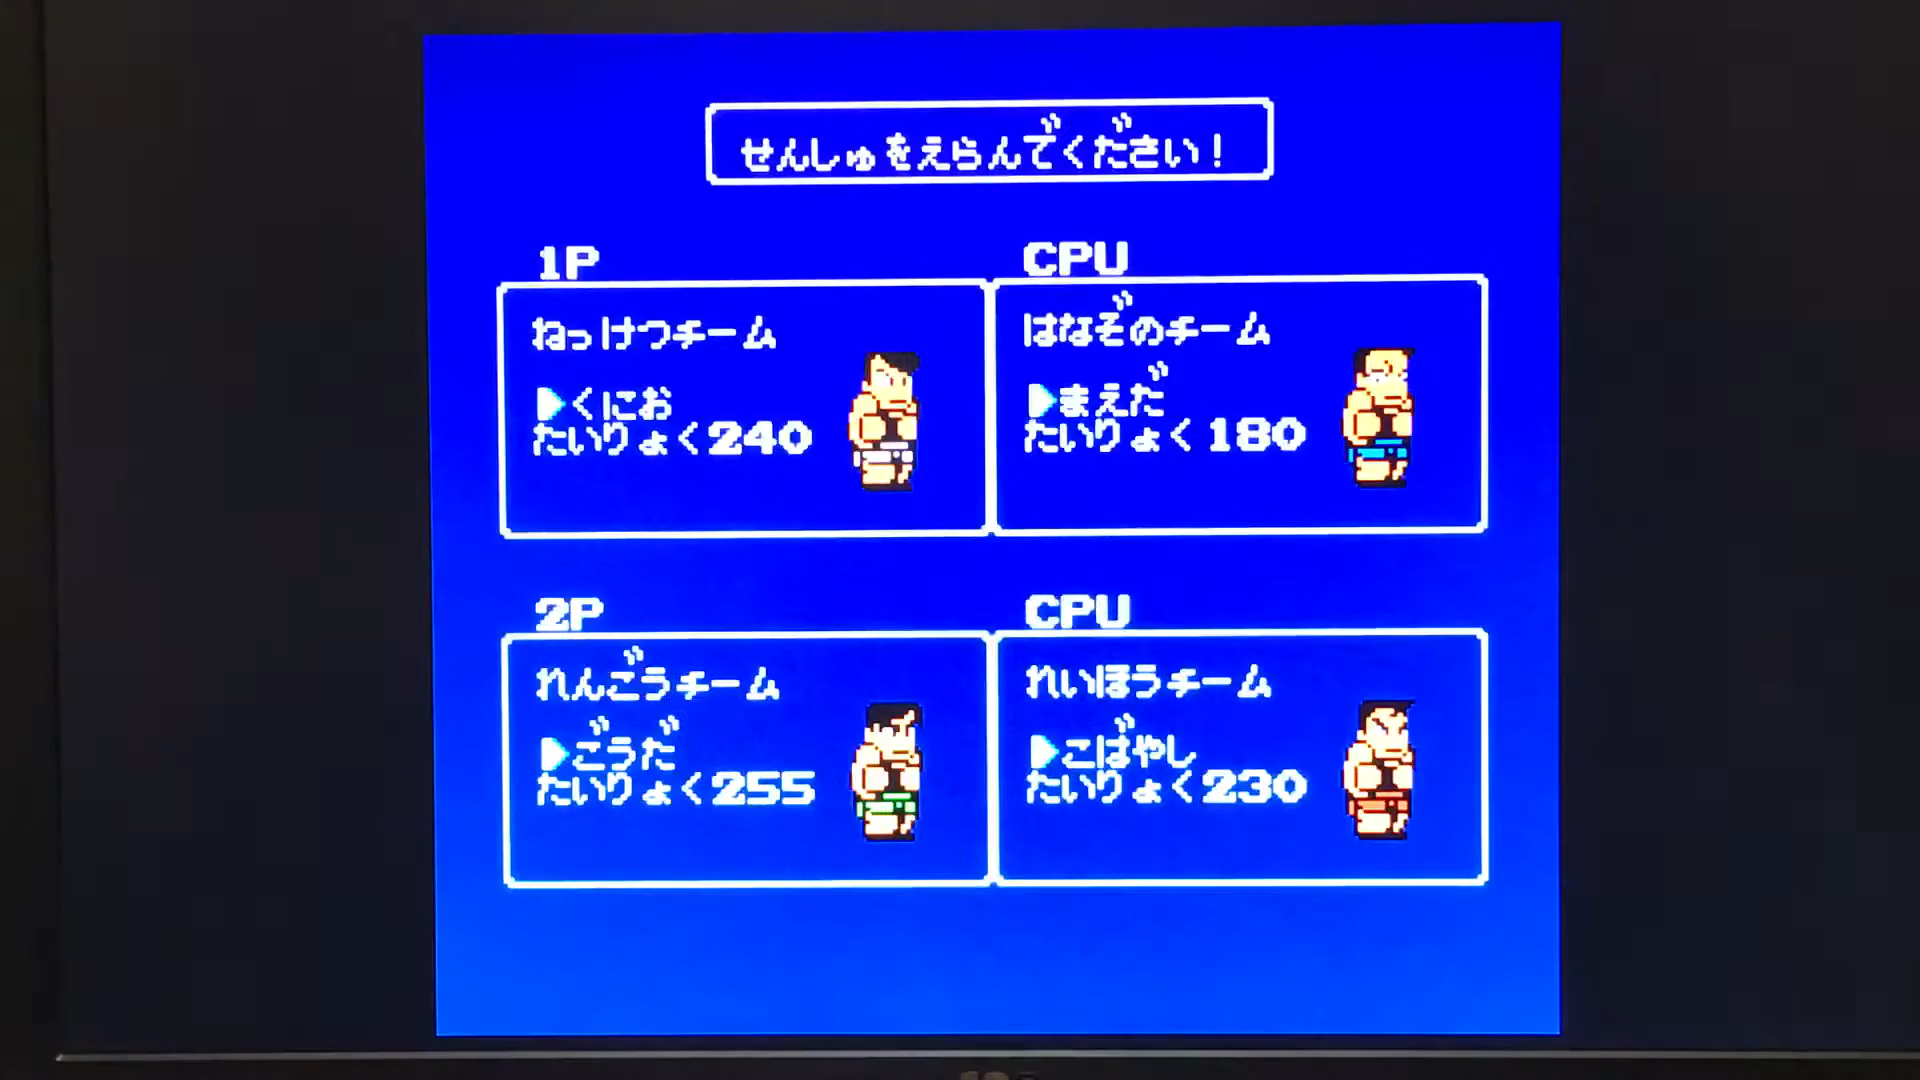 せんしゅをえらんでください!
1P
ねっけつチーム
▶くにお
たいりょく240
CPU
はなぞのチーム
▶まえだ
たいりょく180
2P
れんごうチーム
▶ごうだ
たいりょく255
CPU
れいほうチーム
▶こばやし
たいりょく230